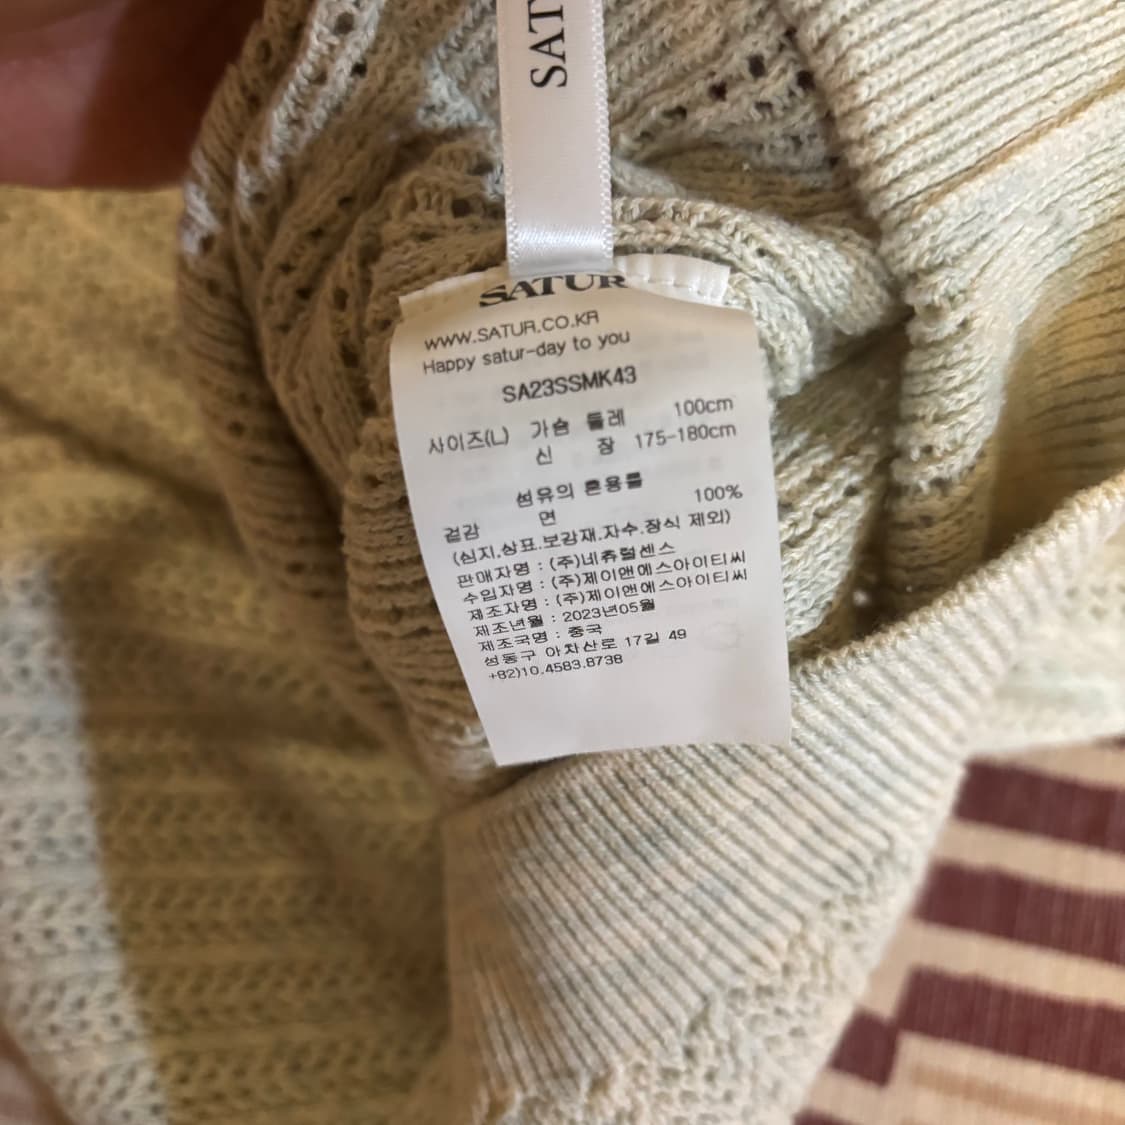 SAT
SATUR
WWW.SATUR.CO.KR
Happy satur-day to you
SA23SSMK43
사이즈(L) 가슴 둘레 100cm
신 장 175-180cm
섬유의 혼용률
겉감 면 100%
(심지.상표.보강재.자수.장식 제외)
판매자명 : (주)네츄럴센스
수입자명 : (주)제이앤에스아이티씨
제조자명 : (주)제이앤에스아이티씨
제조년월 : 2023년05월
제조국명 : 중국
성동구 아차산로 17길 49
+82)10.4583.8738